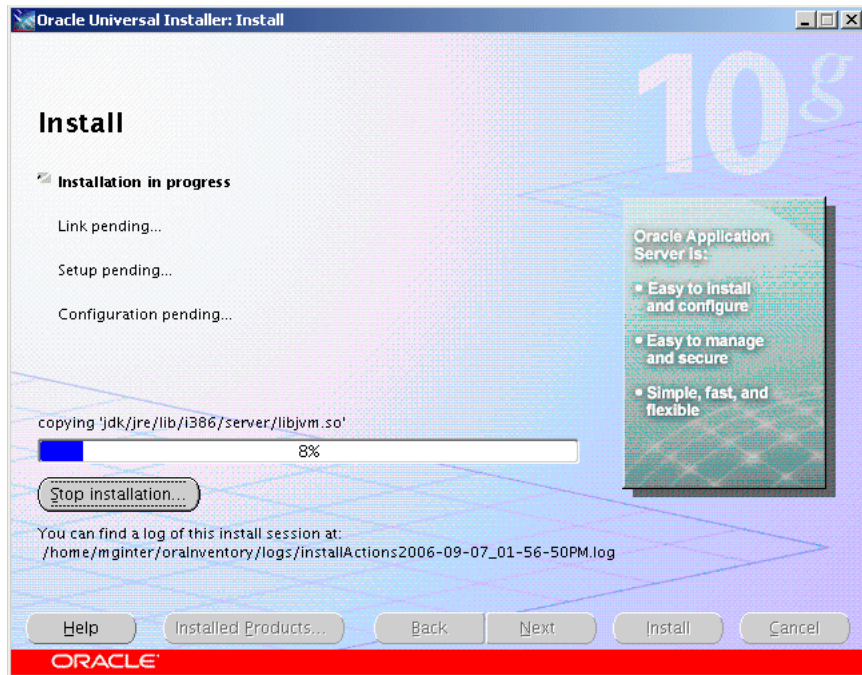 Oracle Universal Installer: Install
10g
Install
Installation in progress
Link pending...
Setup pending...
Configuration pending...
Oracle Application
Server is:
• Easy to install
and configure
• Easy to manage
and secure
• Simple, fast, and
flexible
copying 'jdk/jre/lib/i386/server/libjvm.so'
8%
Stop installation...
You can find a log of this install session at:
/home/mginter/oraInventory/logs/installActions2006-09-07_01-56-50PM.log
Help
Installed Products...
Back
Next
Install
Cancel
ORACLE